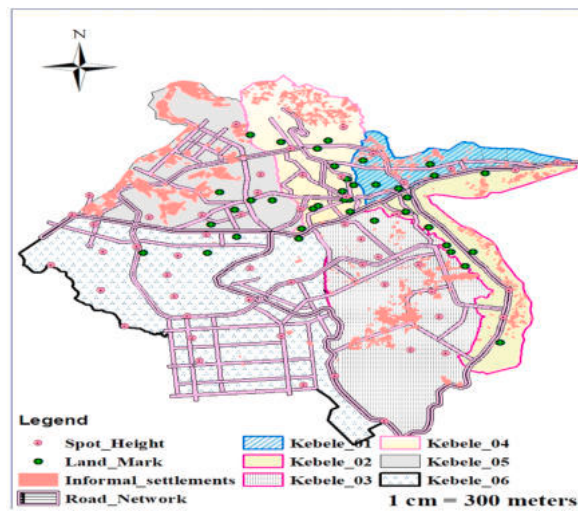 N
Legend
Spot_Height
Land_Mark
Informal_settlements
Road_Network
Kebele_01
Kebele_02
Kebele_03
Kebele_04
Kebele_05
Kebele_06
1 cm = 300 meters